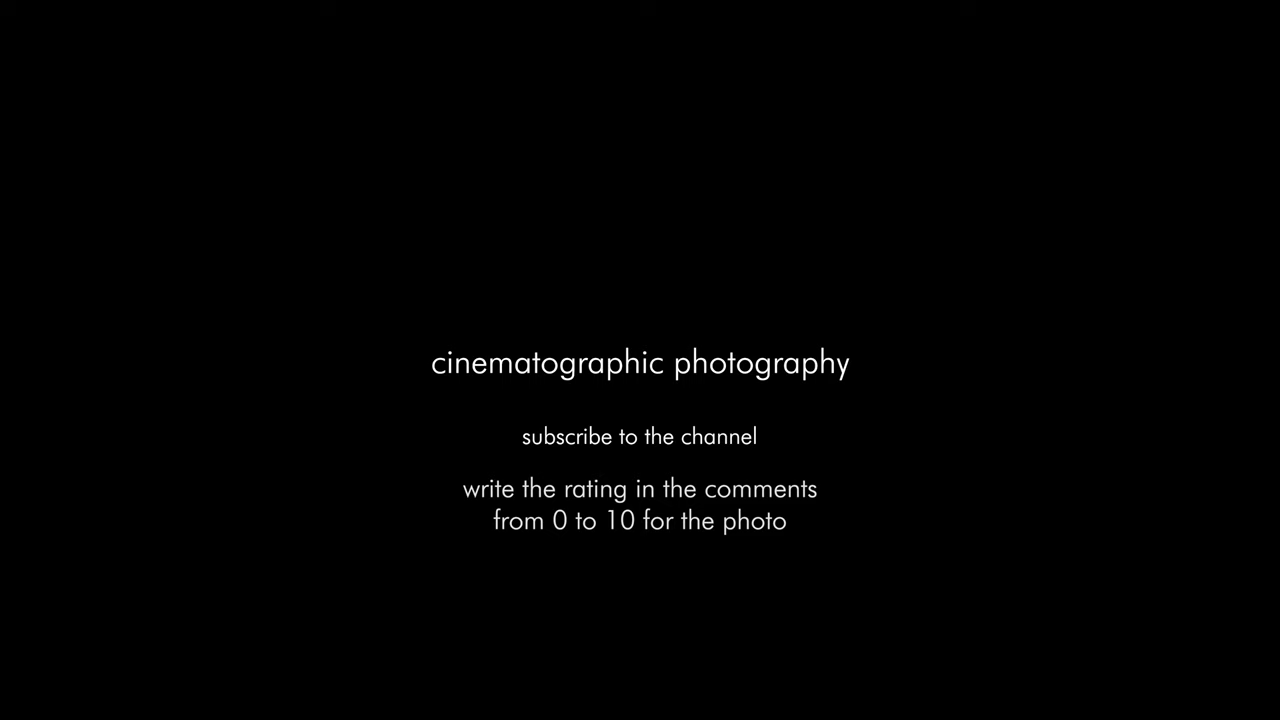 cinematographic photography
subscribe to the channel
write the rating in the comments
from 0 to 10 for the photo